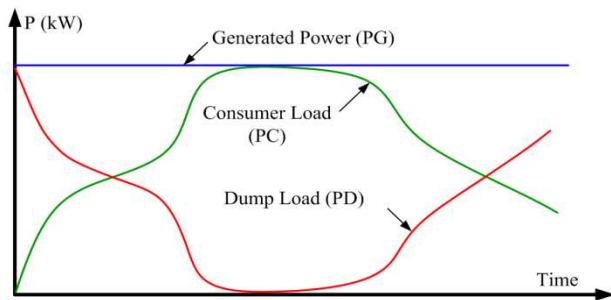 P (kW)
Generated Power (PG)
Consumer Load
(PC)
Dump Load (PD)
Time